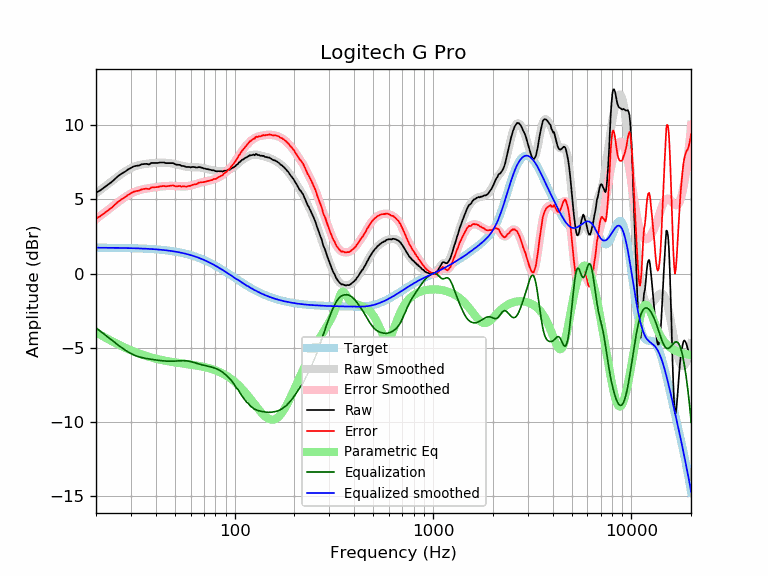 Logitech G Pro
10
5
0
−5
−10
−15
Amplitude (dBr)
Target
Raw Smoothed
Error Smoothed
Raw
Error
Parametric Eq
Equalization
Equalized smoothed
100
1000
10000
Frequency (Hz)